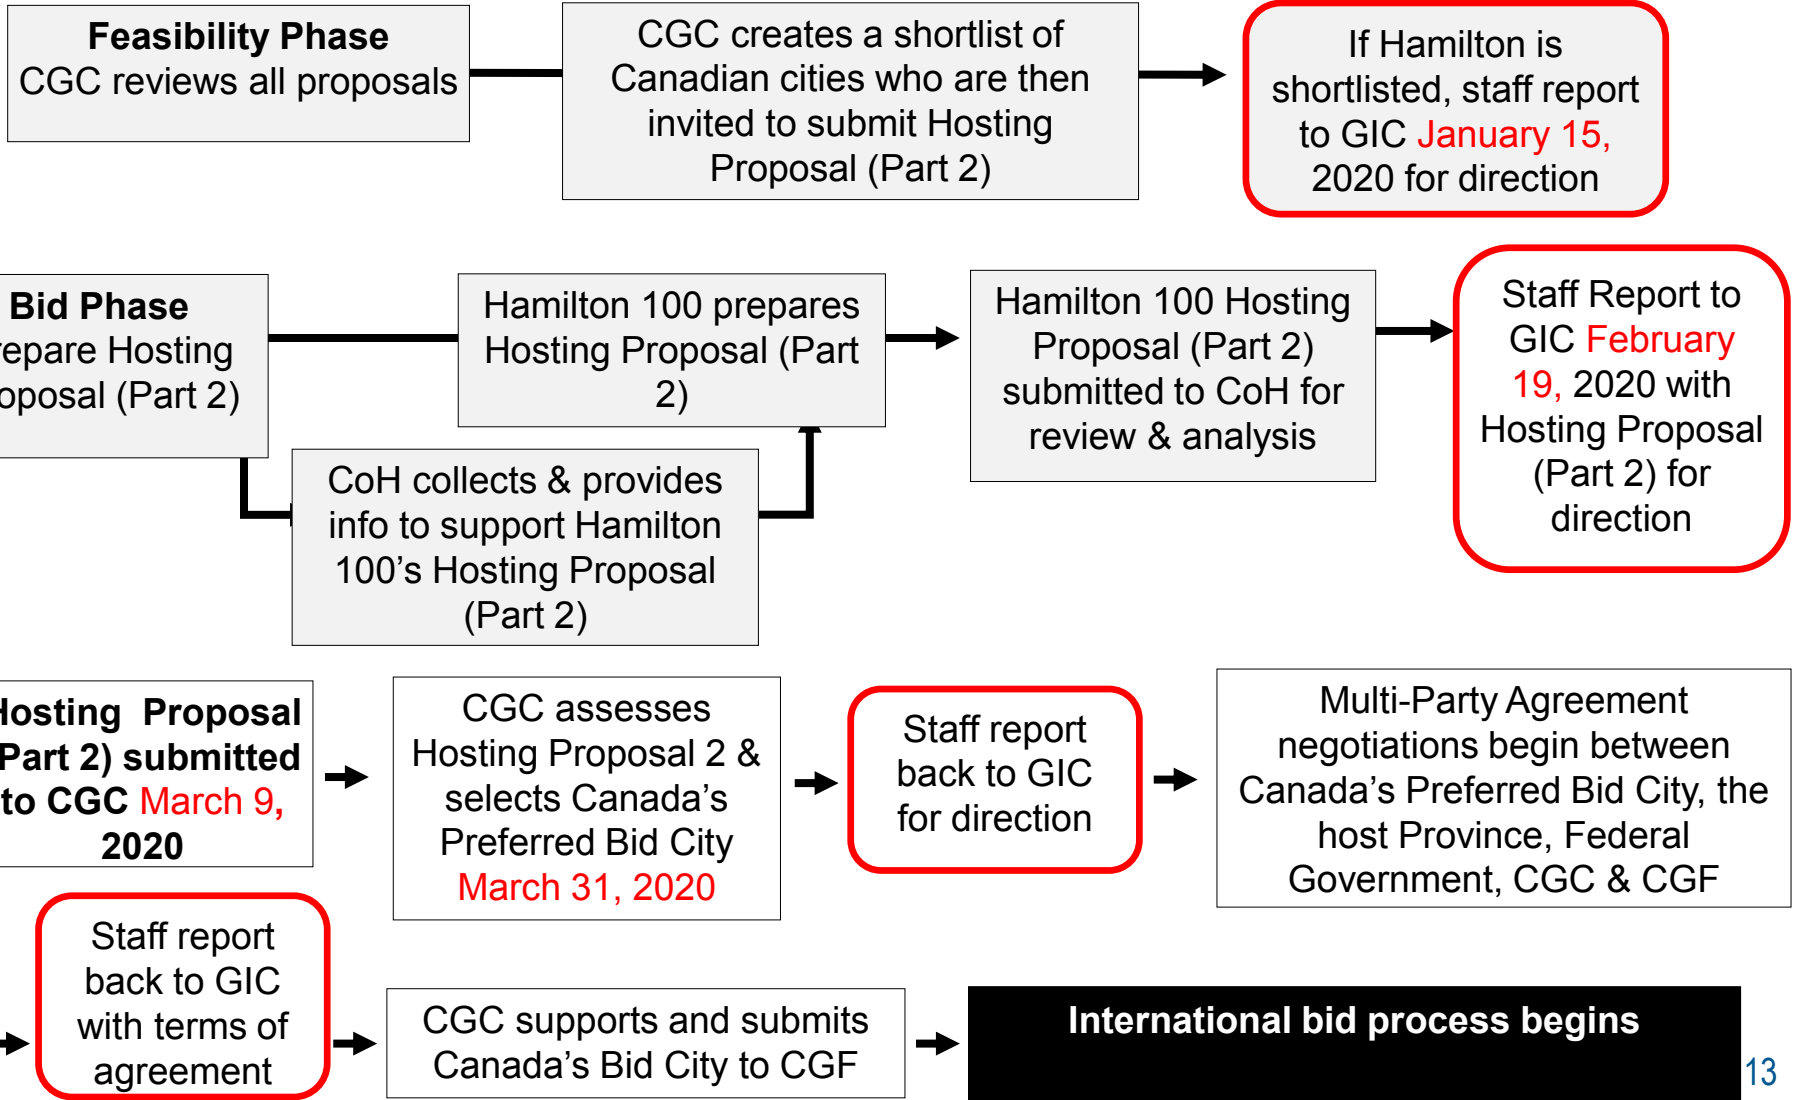 Feasibility Phase
CGC reviews all proposals
CGC creates a shortlist of
Canadian cities who are then
invited to submit Hosting
Proposal (Part 2)
If Hamilton is
shortlisted, staff report
to GIC January 15,
2020 for direction
Bid Phase
repare Hosting
oposal (Part 2)
Hamilton 100 prepares
Hosting Proposal (Part
2)
CoH collects & provides
info to support Hamilton
100’s Hosting Proposal
(Part 2)
Hamilton 100 Hosting
Proposal (Part 2)
submitted to CoH for
review & analysis
Staff Report to
GIC February
19, 2020 with
Hosting Proposal
(Part 2) for
direction
Hosting Proposal
(Part 2) submitted
to CGC March 9,
2020
CGC assesses
Hosting Proposal 2 &
selects Canada’s
Preferred Bid City
March 31, 2020
Staff report
back to GIC
for direction
Multi-Party Agreement
negotiations begin between
Canada’s Preferred Bid City, the
host Province, Federal
Government, CGC & CGF
Staff report
back to GIC
with terms of
agreement
CGC supports and submits
Canada’s Bid City to CGF
International bid process begins
13